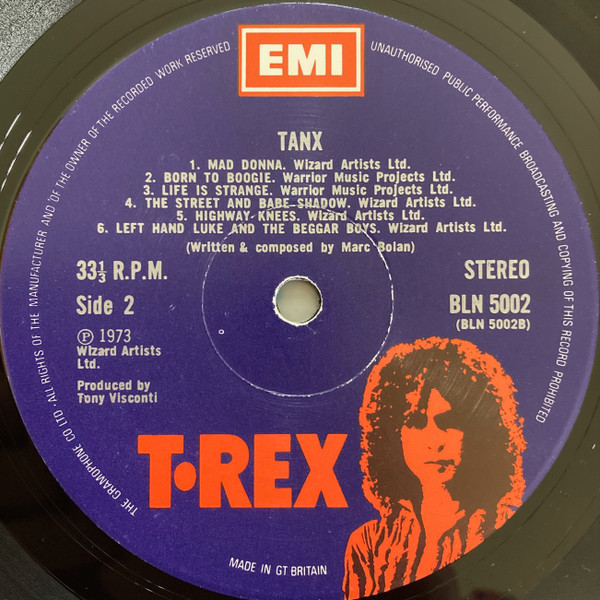 EMI
THE GRAMOPHONE CO LTD. ALL RIGHTS OF THE MANUFACTURER AND OF THE OWNER OF THE RECORDED WORK RESERVED
UNAUTHORISED PUBLIC PERFORMANCE BROADCASTING AND COPYING OF THIS RECORD PROHIBITED
TANX
1. MAD DONNA. Wizard Artists Ltd.
2. BORN TO BOOGIE. Warrior Music Projects Ltd.
3. LIFE IS STRANGE. Warrior Music Projects Ltd.
4. THE STREET AND BABE SHADOW. Wizard Artists Ltd.
5. HIGHWAY KNEES. Wizard Artists Ltd.
6. LEFT HAND LUKE AND THE BEGGAR BOYS. Wizard Artists Ltd.
(Written & composed by Marc Bolan)
33⅓ R.P.M.
STEREO
Side 2
BLN 5002
(BLN 5002B)
℗ 1973
Wizard Artists
Ltd.
Produced by
Tony Visconti
T•REX
MADE IN GT BRITAIN